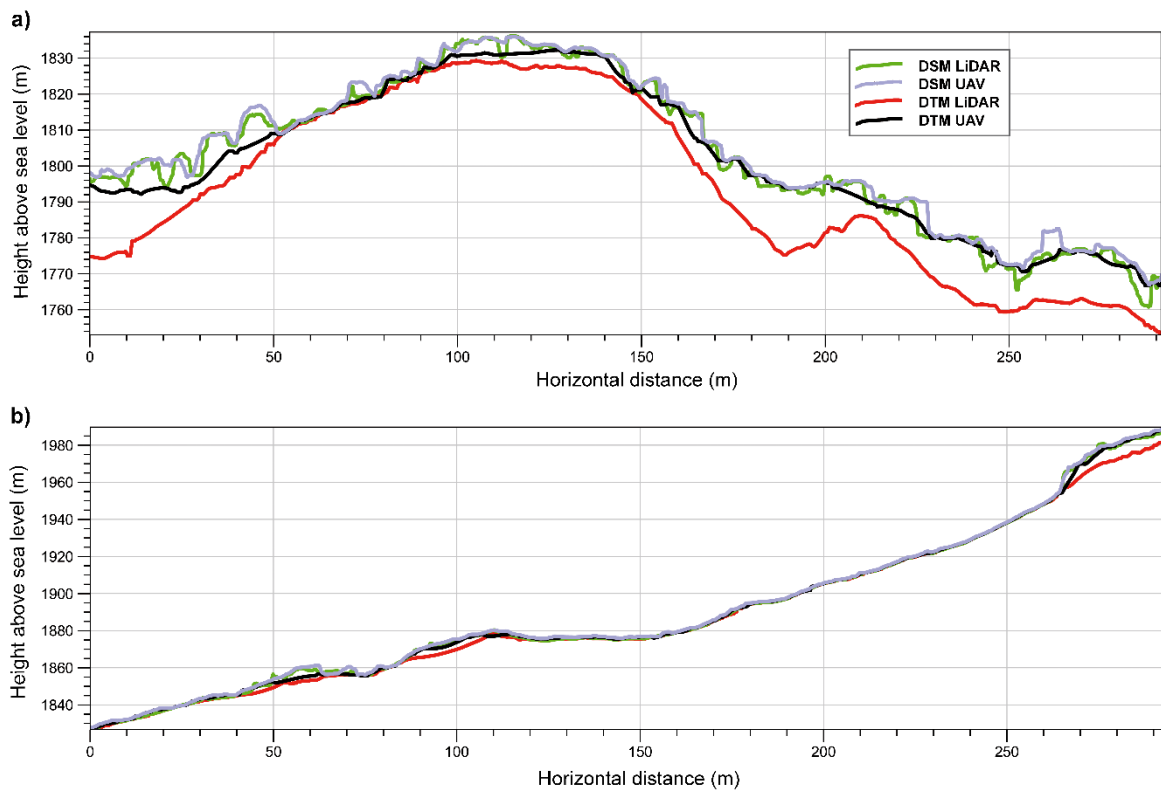 a)
1830
1820
1810
1800
1790
1780
1770
1760
Height above sea level (m)
DSM LiDAR
DSM UAV
DTM LiDAR
DTM UAV
0 50 100 150 200 250
Horizontal distance (m)
b)
1980
1960
1940
1920
1900
1880
1860
1840
Height above sea level (m)
0 50 100 150 200 250
Horizontal distance (m)